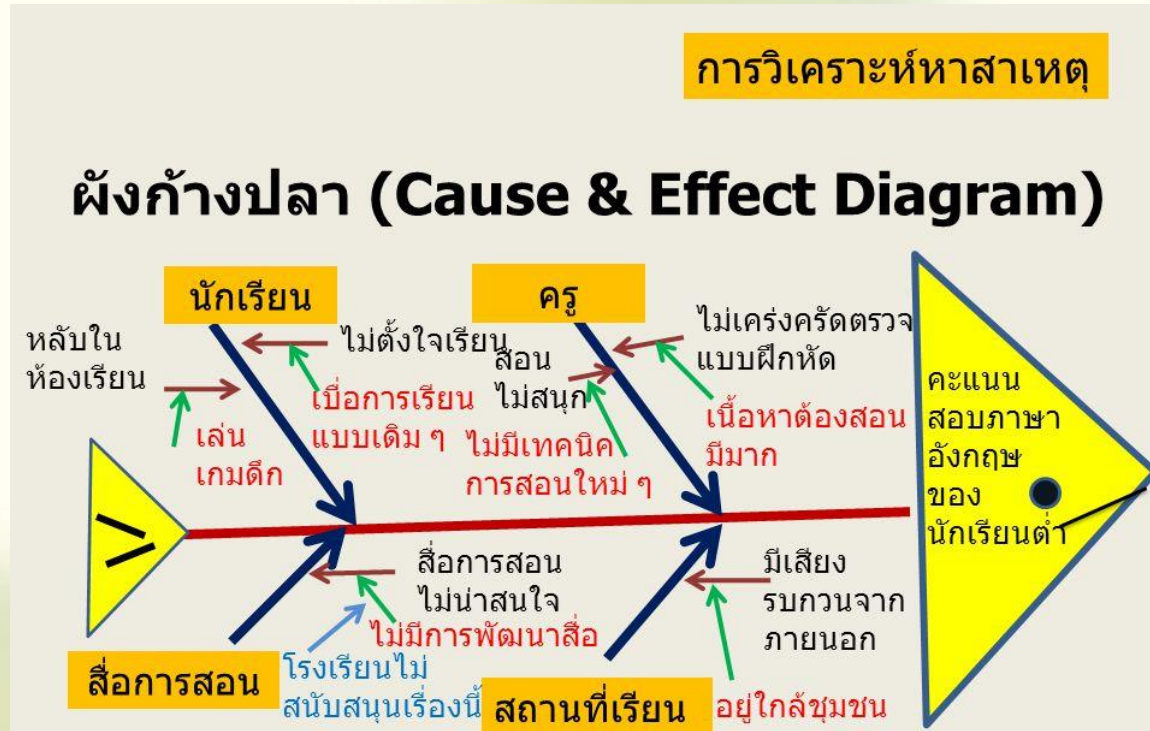 การวิเคราะห์หาสาเหตุ
ผังก้างปลา (Cause & Effect Diagram)
นักเรียน
ครู
หลับใน
ห้องเรียน
ไม่ตั้งใจเรียน
เล่น
เกมดึก
เบื่อการเรียน
แบบเดิม ๆ
สอน
ไม่สนุก
ไม่เคร่งครัดตรวจ
แบบฝึกหัด
ไม่มีเทคนิค
การสอนใหม่ ๆ
เนื้อหาต้องสอน
มีมาก
คะแนน
สอบภาษา
อังกฤษ
ของ
นักเรียนต่ำ
สื่อการสอน
ไม่น่าสนใจ
ไม่มีการพัฒนาสื่อ
โรงเรียนไม่
สนับสนุนเรื่องนี้
สื่อการสอน
มีเสียง
รบกวนจาก
ภายนอก
อยู่ใกล้ชุมชน
สถานที่เรียน